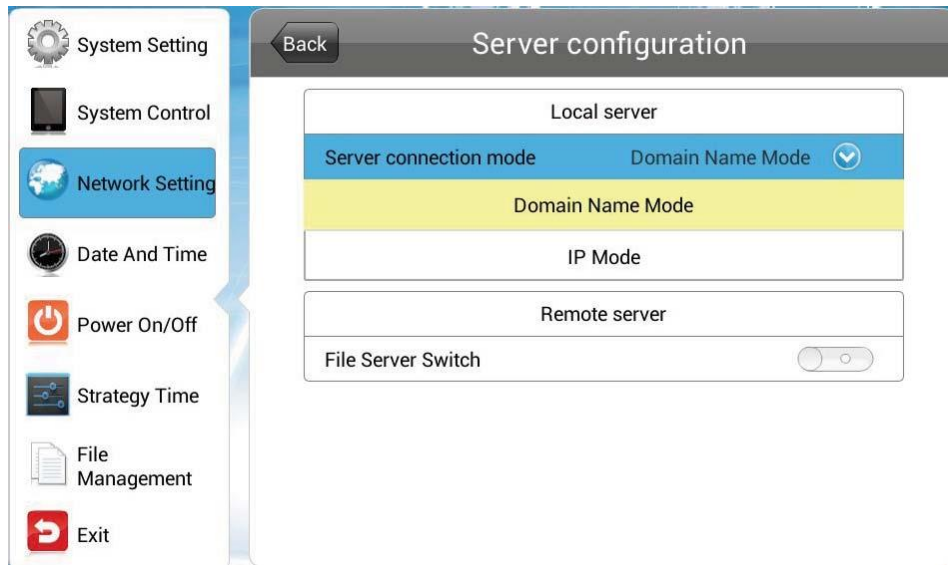 System Setting
System Control
Network Setting
Date And Time
Power On/Off
Strategy Time
File
Management
Exit
Back
Server configuration
Local server
Server connection mode Domain Name Mode
Domain Name Mode
IP Mode
Remote server
File Server Switch